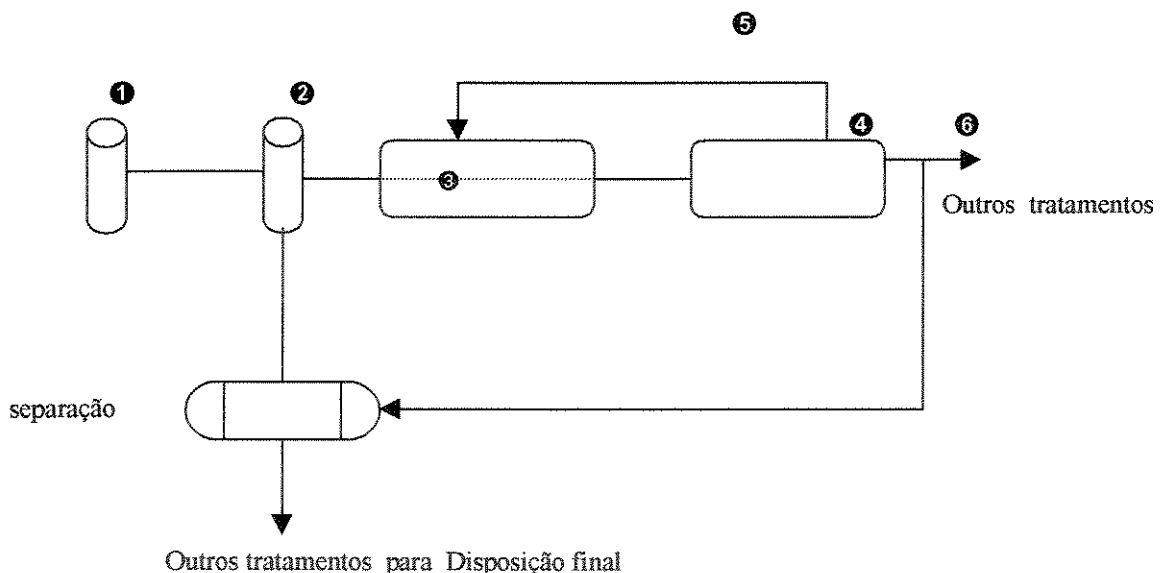 ❺
❶
❷
❹
❻
❸
Outros tratamentos
separação
Outros tratamentos para Disposição final